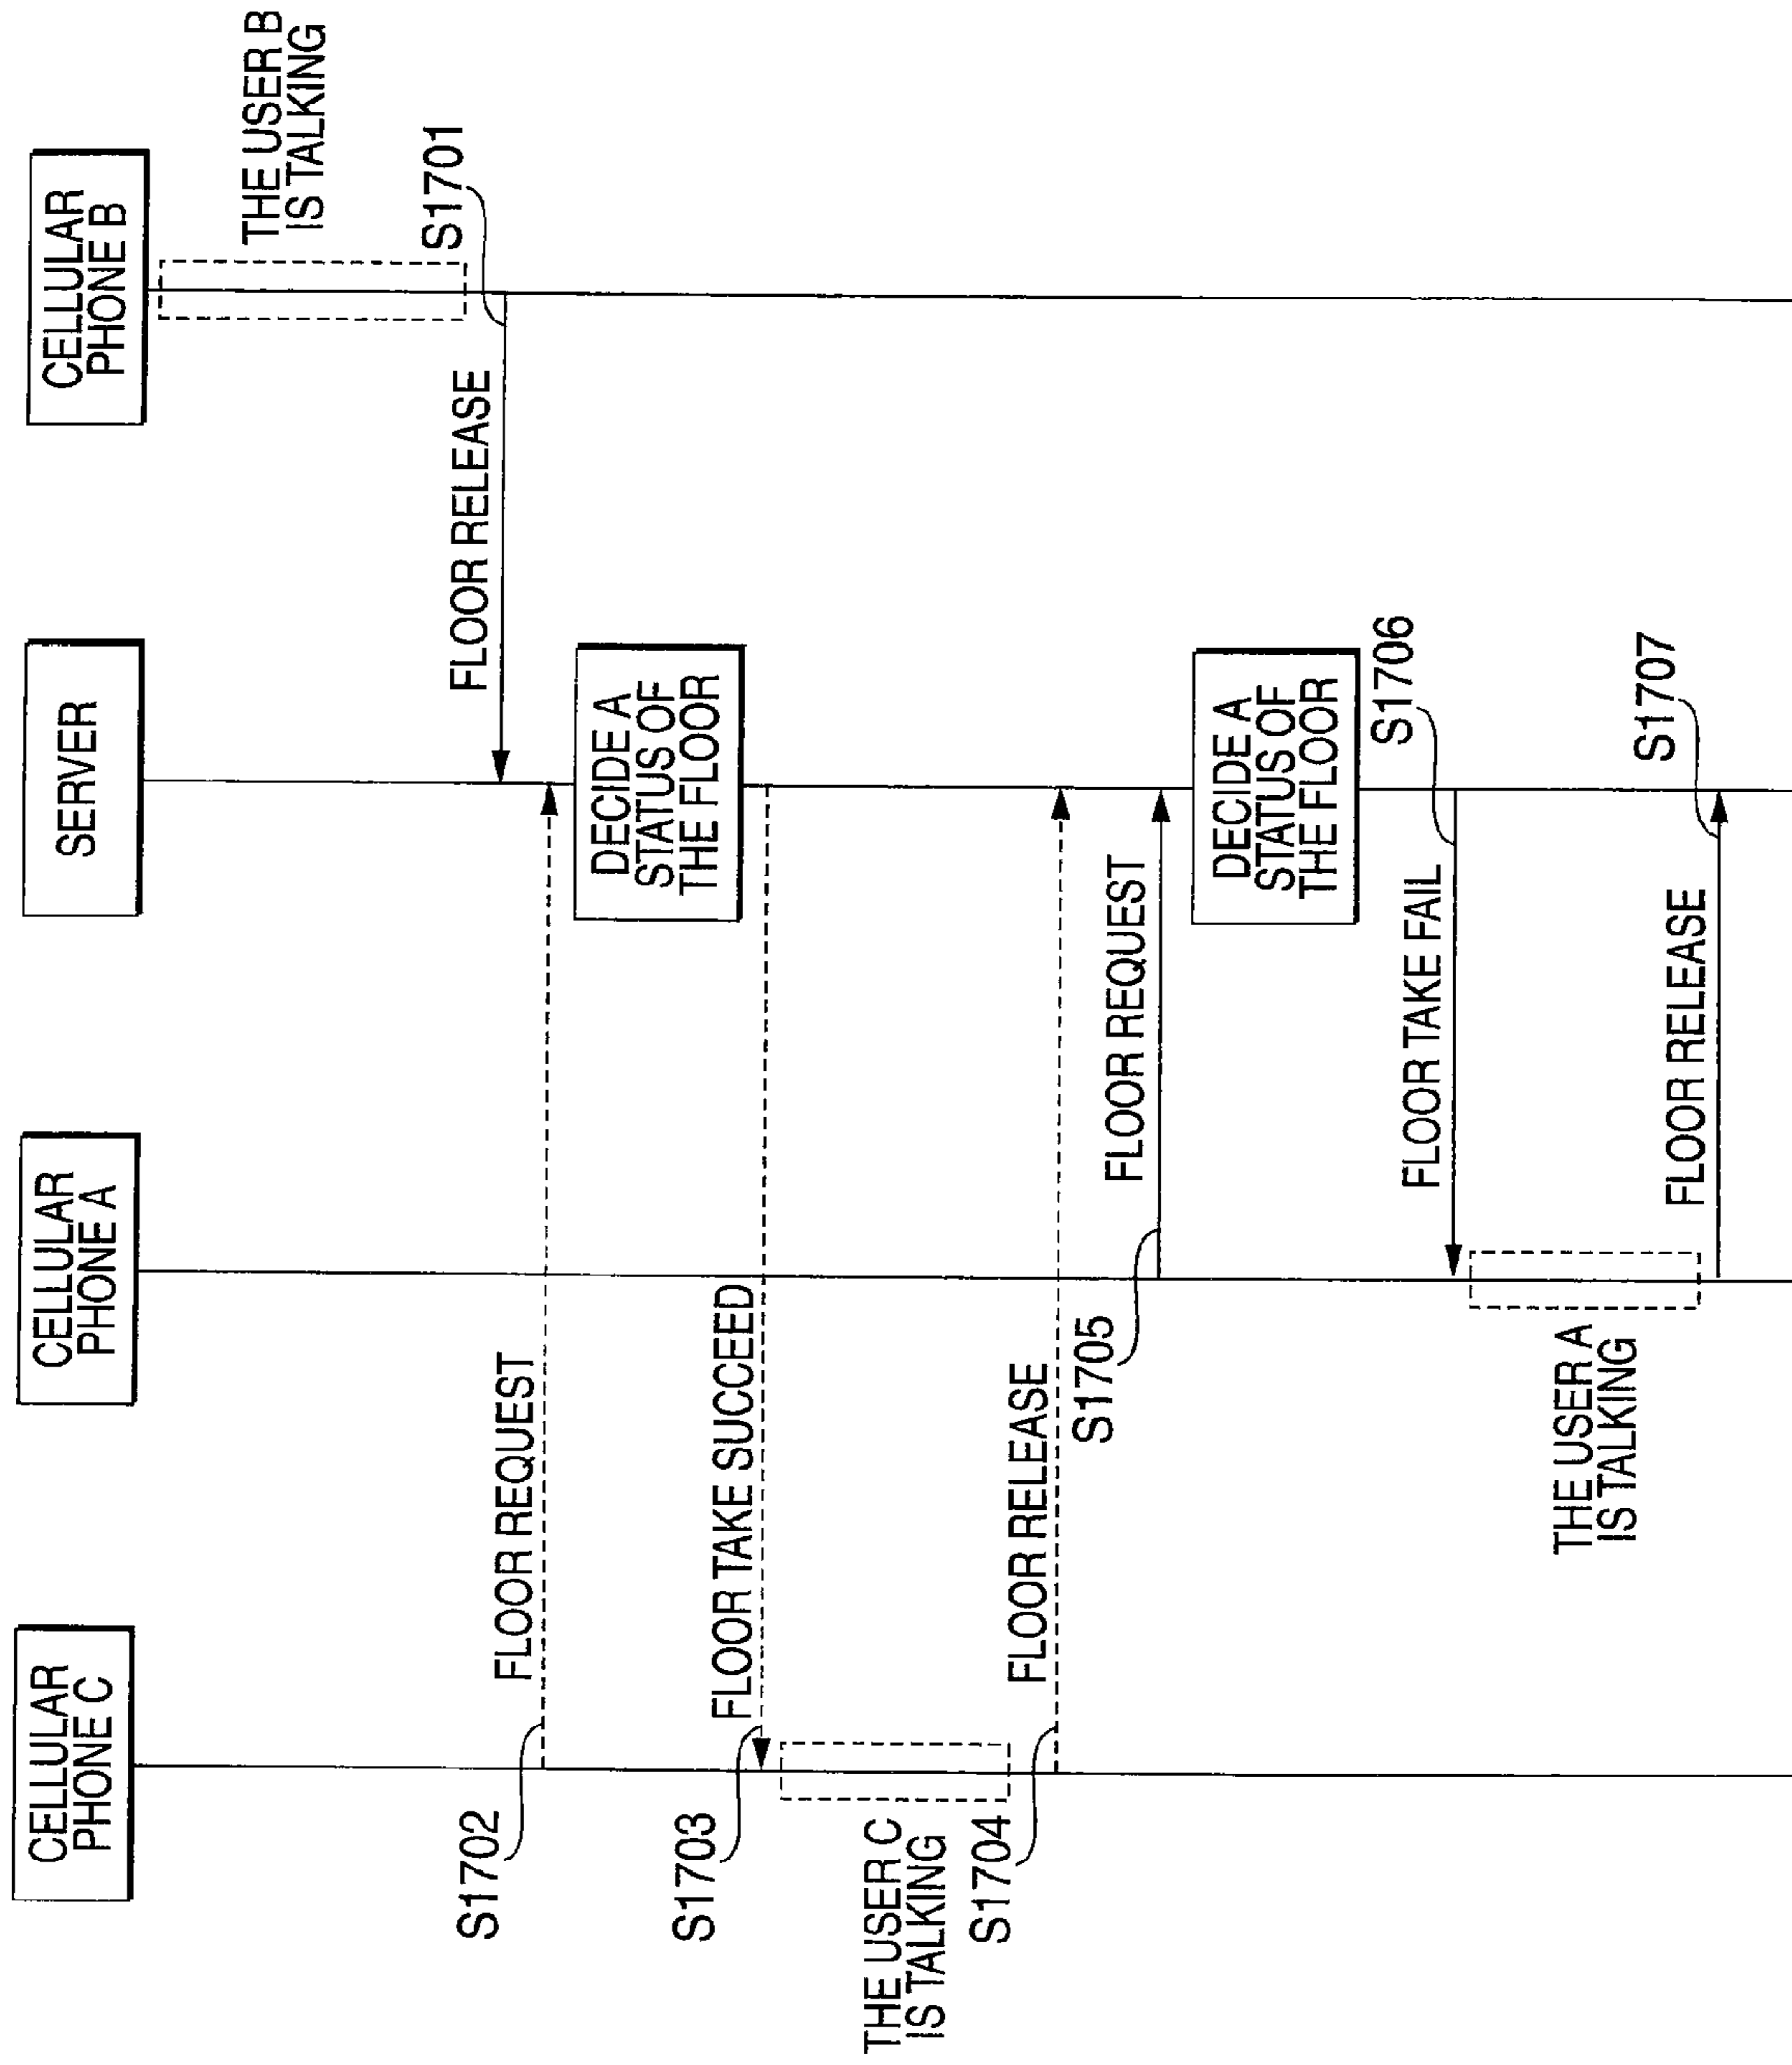 CELLULAR
PHONE C
CELLULAR
PHONE A
SERVER
CELLULAR
PHONE B
THE USER B
IS TALKING
S1701
FLOOR RELEASE
S1702
FLOOR REQUEST
DECIDE A
STATUS OF
THE FLOOR
S1703
FLOOR TAKE SUCCEED
THE USER C
IS TALKING
S1704
FLOOR RELEASE
S1705
FLOOR REQUEST
DECIDE A
STATUS OF
THE FLOOR
S1706
FLOOR TAKE FAIL
THE USER A
IS TALKING
S1707
FLOOR RELEASE